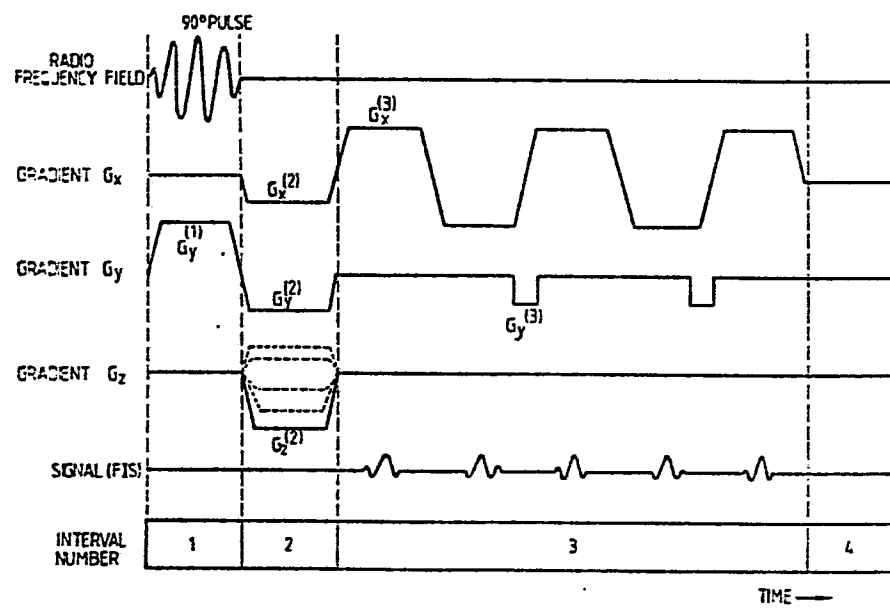 90° PULSE
RADIO
FREQUENCY FIELD
Gx(3)
GRADIENT Gx
Gx(2)
Gy(1)
GRADIENT Gy
Gy(2)
Gy(3)
GRADIENT Gz
Gz(2)
SIGNAL (FIS)
INTERVAL
NUMBER
1 2 3 4
TIME